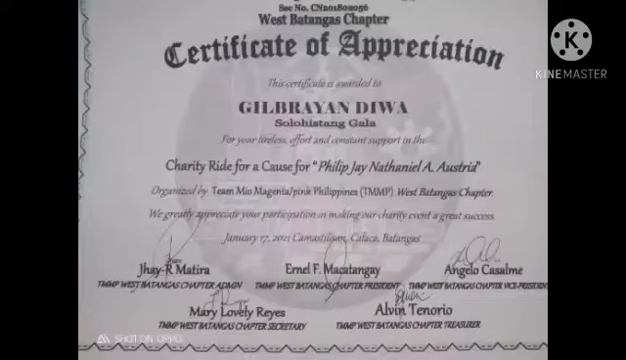 Sec No. CN201802056
West Batangas Chapter
Certificate of Appreciation
This certificate is awarded to
GILBRAYAN DIWA
Solohistang Gala
For your tireless, effort and constant support in the
Charity Ride for a Cause for "Philip Jay Nathaniel A. Austria"
Organized by Team Mio Magenta/pink Philippines (TMMP) West Batangas Chapter.
We greatly appreciate your participation in making our charity event a great success.
January 17, 2021 Camastilisan, Calaca, Batangas
Jhay-R Matira
TMMP WEST BATANGAS CHAPTER ADMIN
Ernel F. Macatangay
TMMP WEST BATANGAS CHAPTER PRESIDENT
Angelo Casalme
TMMP WEST BATANGAS CHAPTER VICE-PRESIDENT
Mary Lovely Reyes
TMMP WEST BATANGAS CHAPTER SECRETARY
Alvin Tenorio
TMMP WEST BATANGAS CHAPTER TREASURER
SHOT ON OPPO
K
KINEMASTER